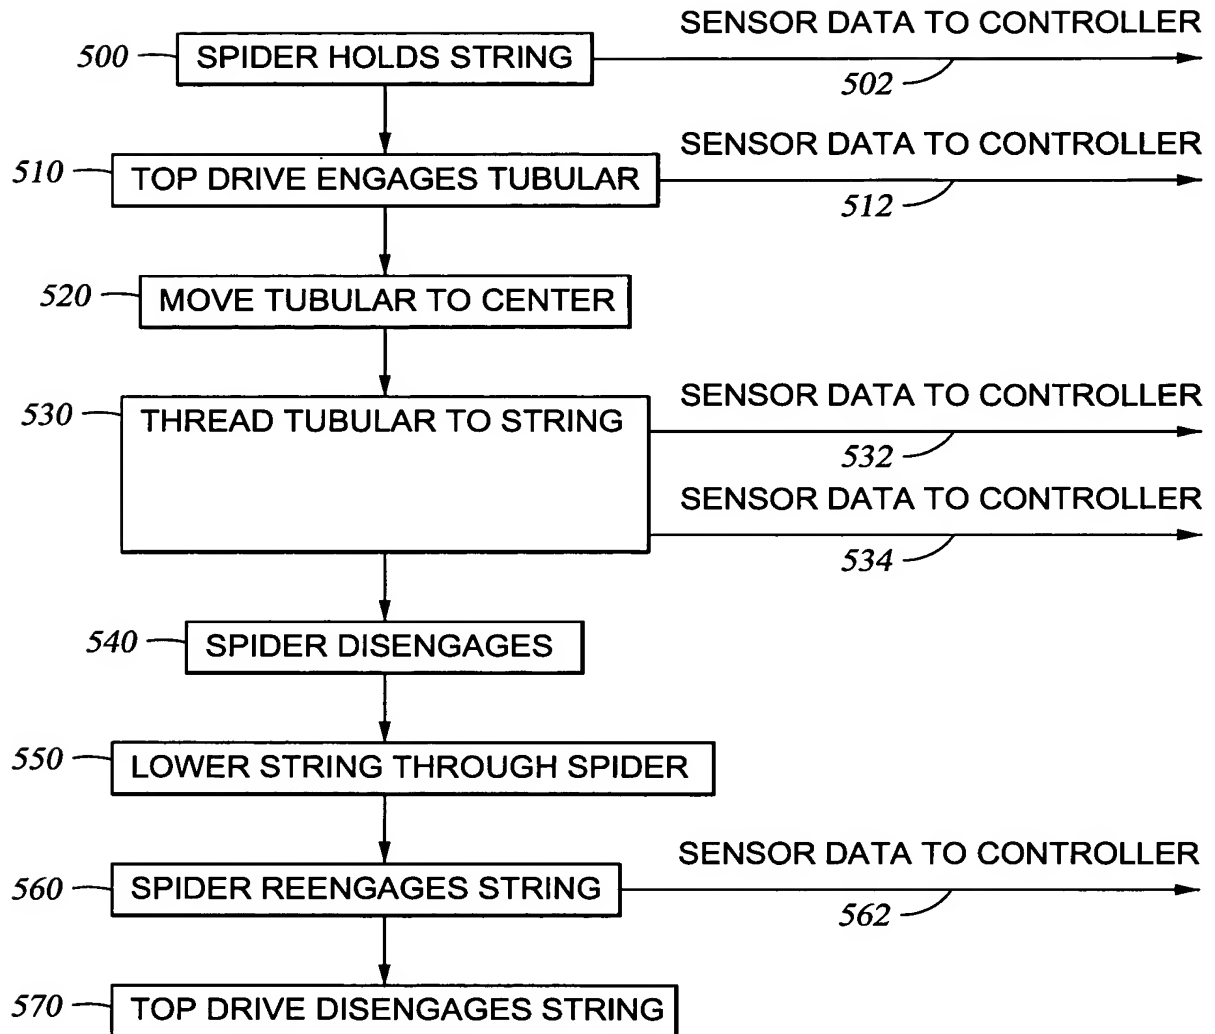 SENSOR DATA TO CONTROLLER
500 SPIDER HOLDS STRING
502
SENSOR DATA TO CONTROLLER
510 TOP DRIVE ENGAGES TUBULAR
512
520 MOVE TUBULAR TO CENTER
SENSOR DATA TO CONTROLLER
530 THREAD TUBULAR TO STRING
532
SENSOR DATA TO CONTROLLER
534
540 SPIDER DISENGAGES
550 LOWER STRING THROUGH SPIDER
SENSOR DATA TO CONTROLLER
560 SPIDER REENGAGES STRING
562
570 TOP DRIVE DISENGAGES STRING